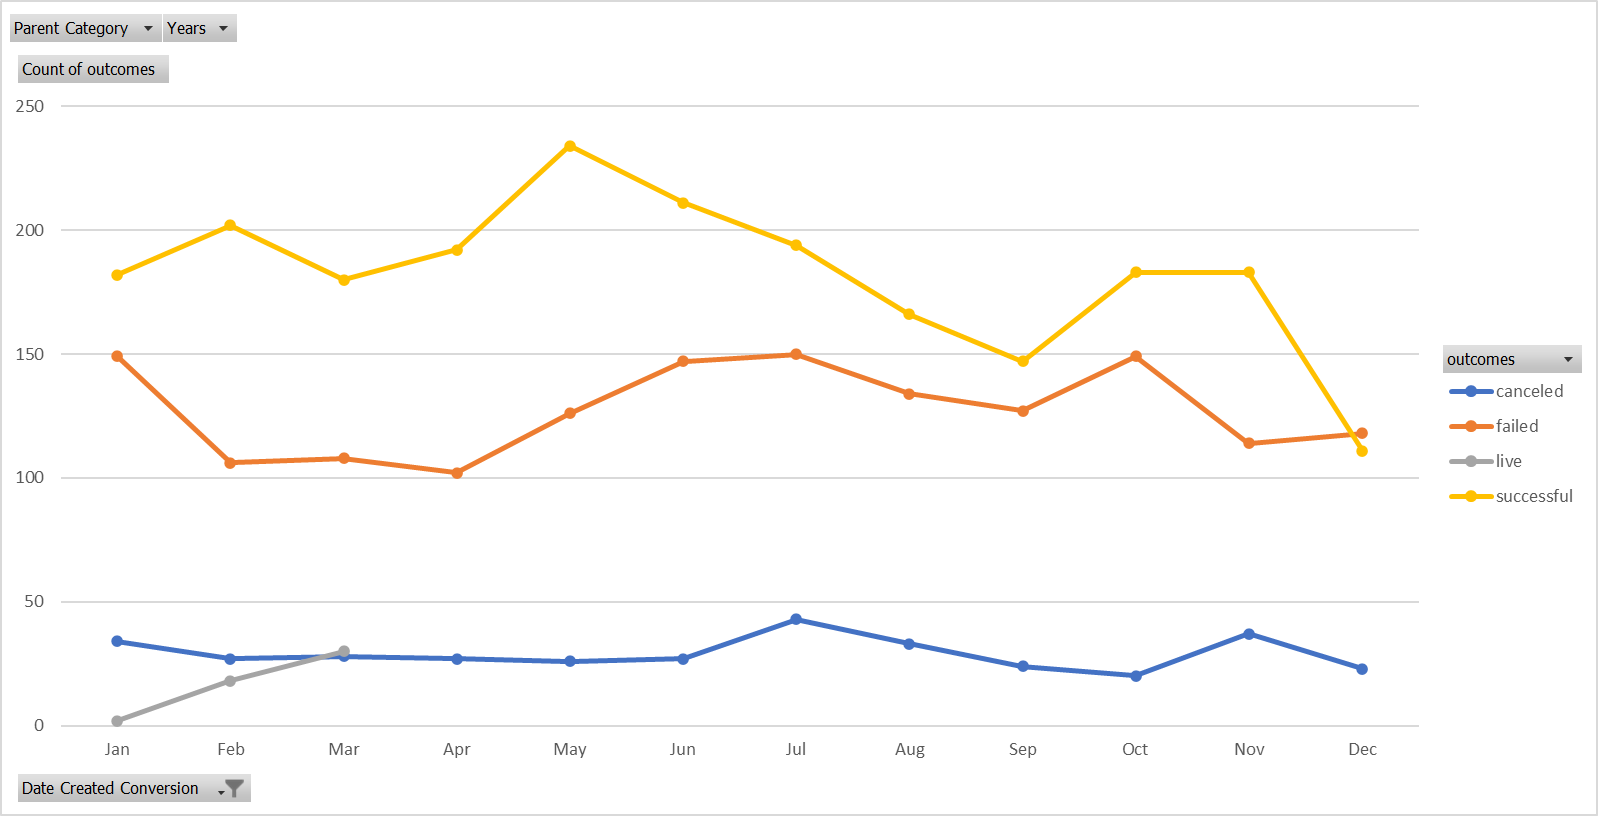 Parent Category Years
Count of outcomes
250
200
150
100
50
0
Jan Feb Mar Apr May Jun Jul Aug Sep Oct Nov Dec
outcomes
canceled
failed
live
successful
Date Created Conversion